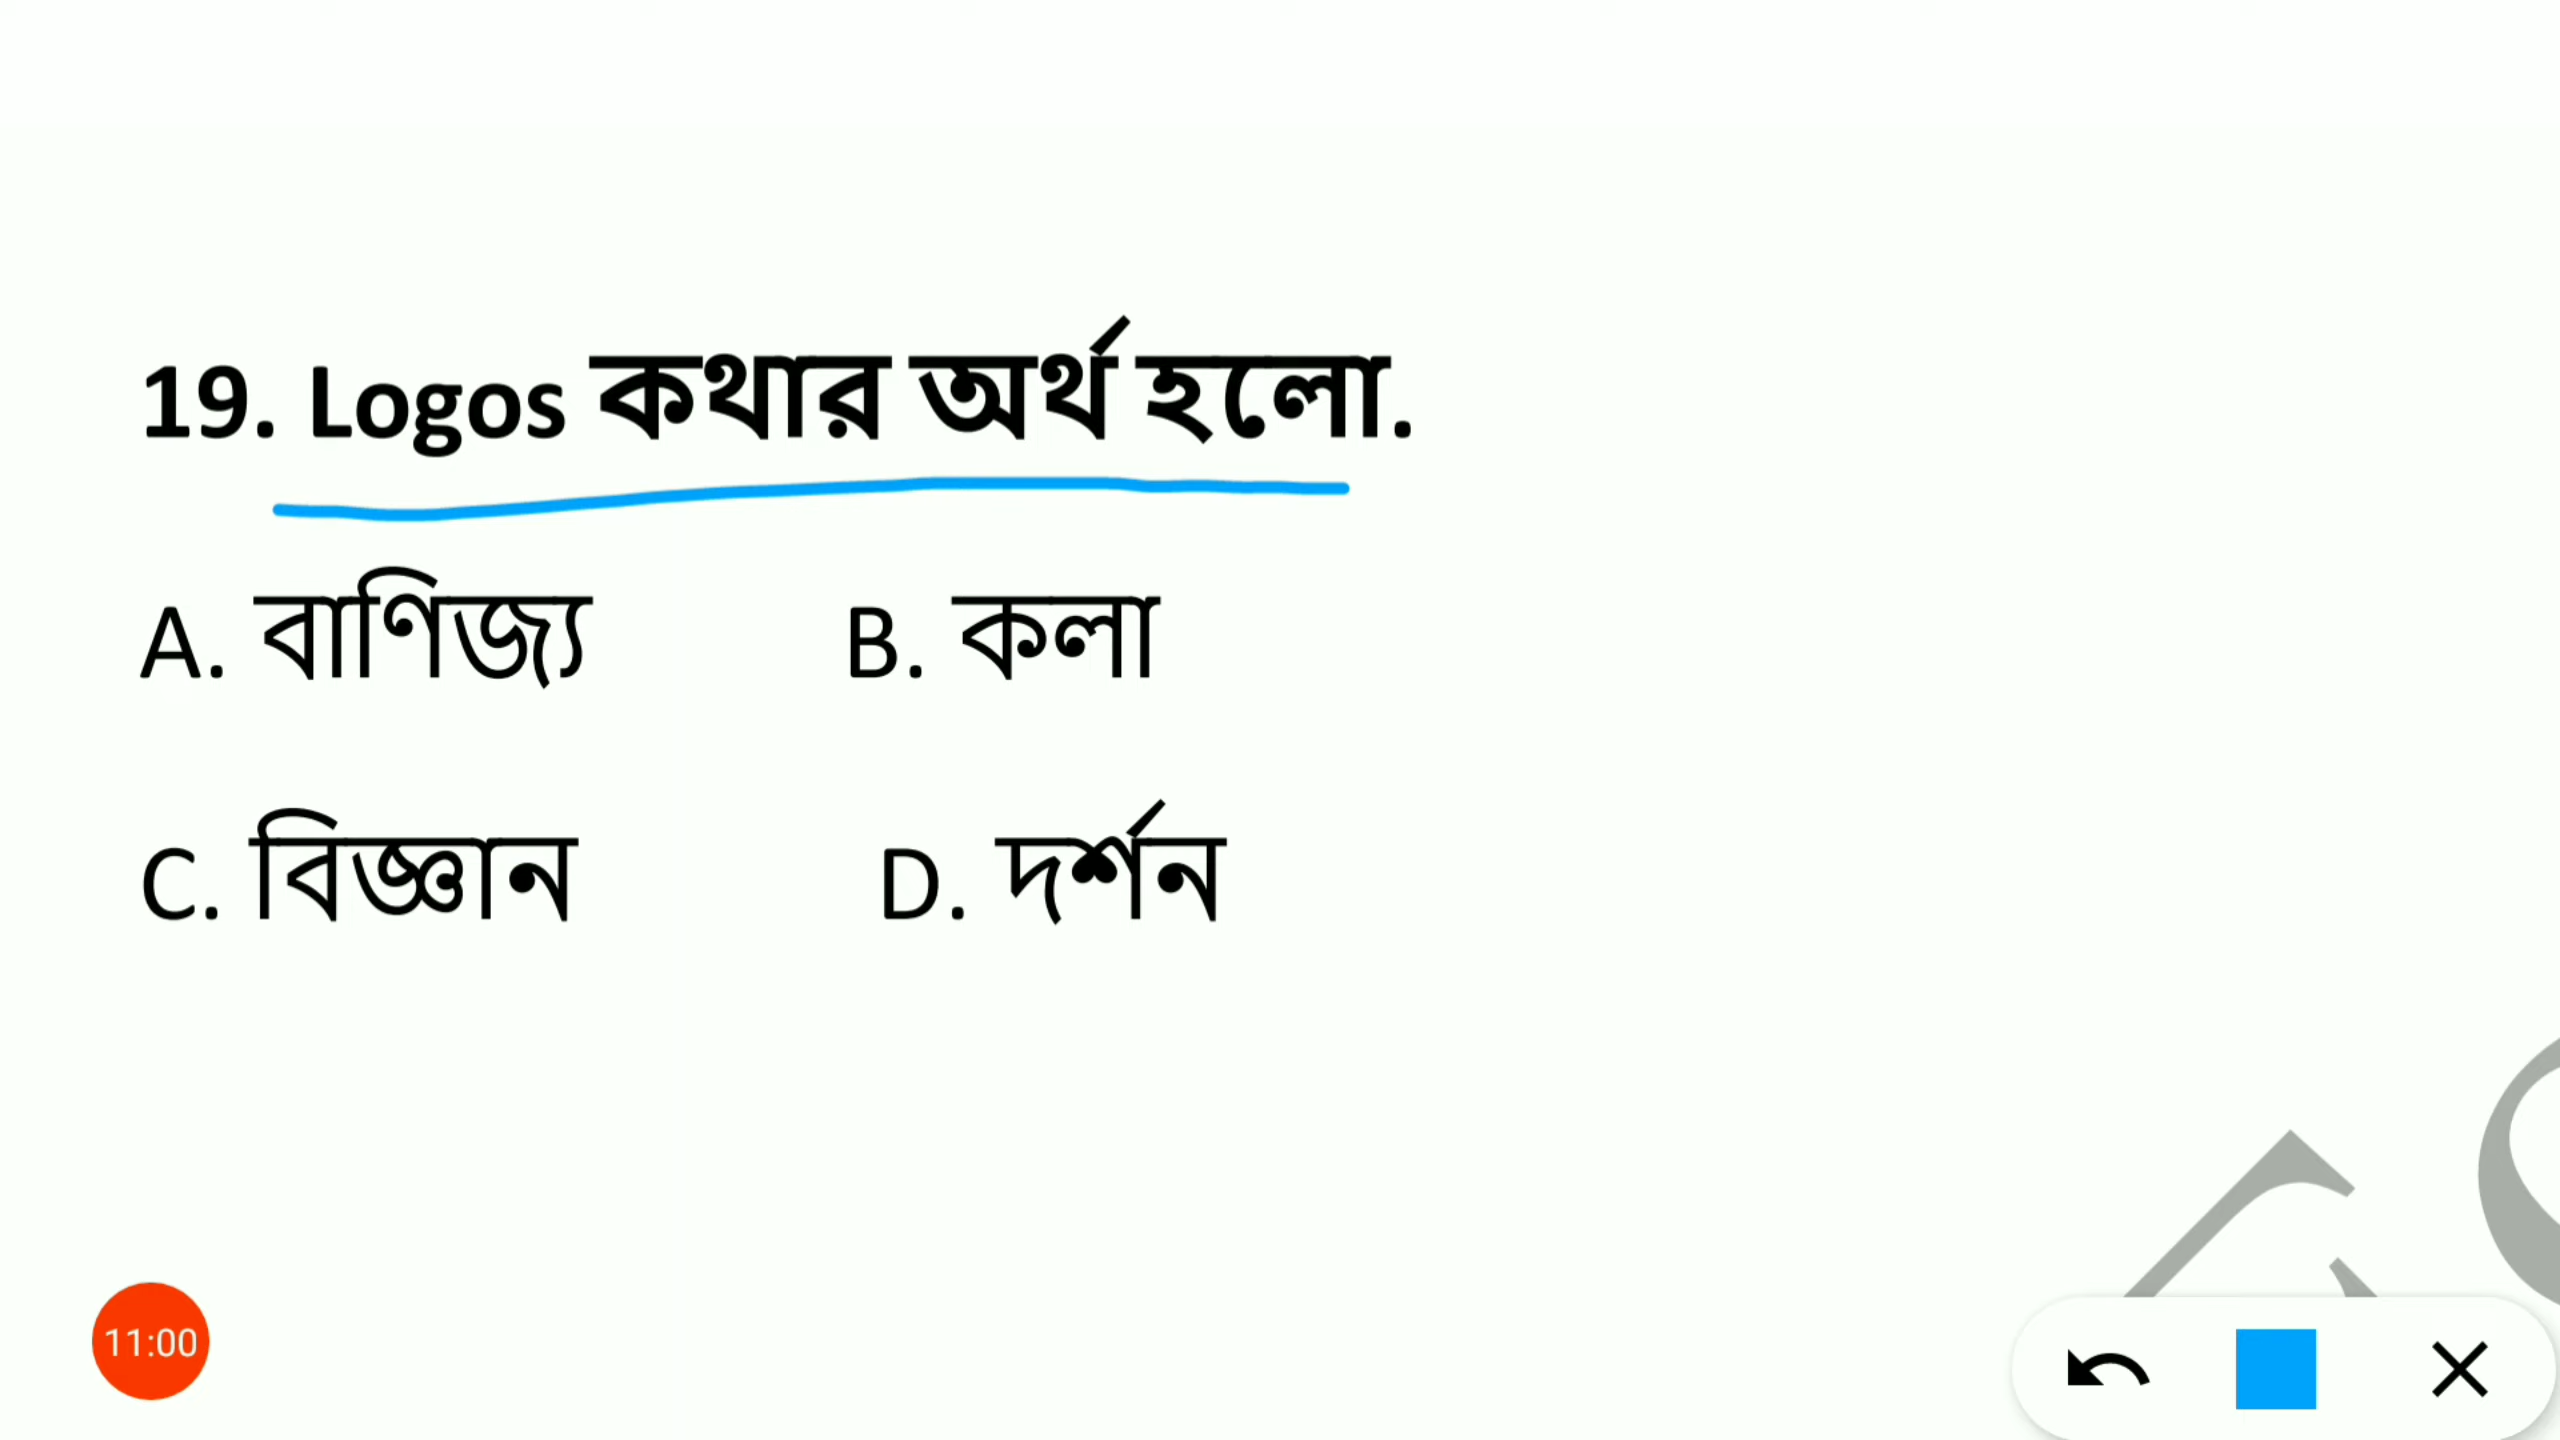 19. Logos কথার অর্থ হলো.
A. বাণিজ্য B. কলা
C. বিজ্ঞান D. দর্শন
11:00